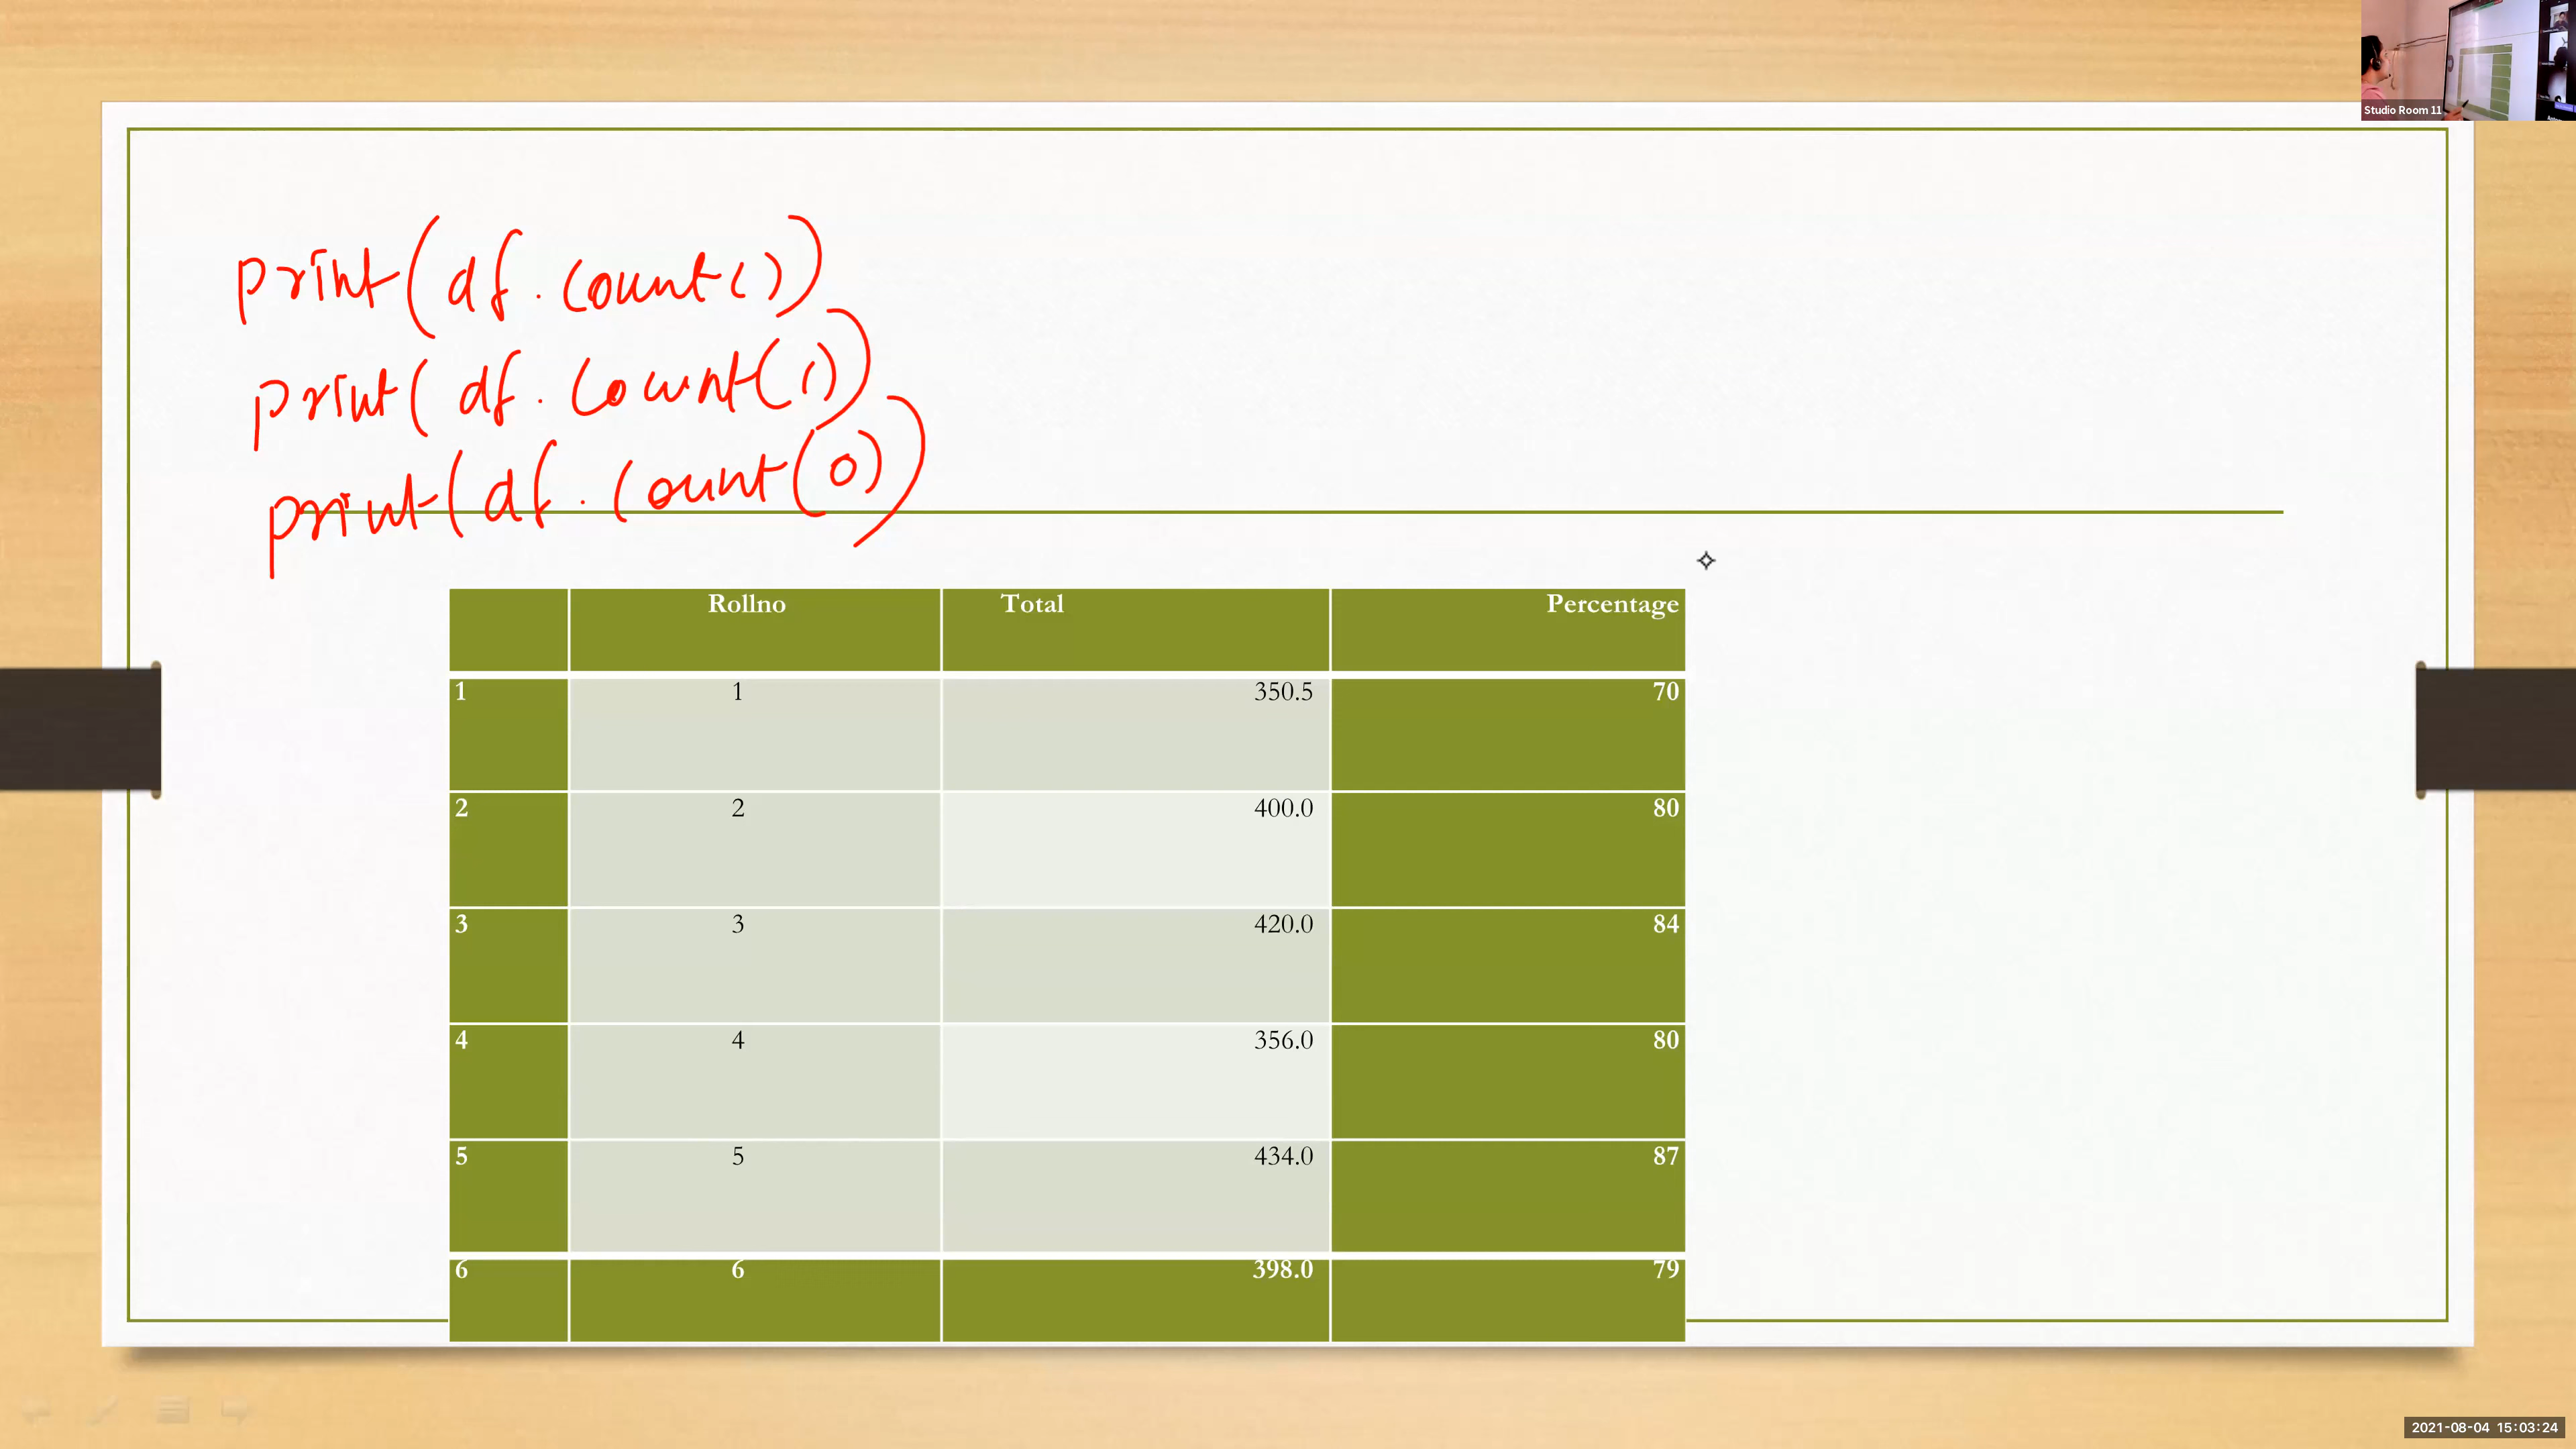 Studio Room 11
print(df.count())
print(df.count(1))
print(df.count(0))
Rollno Total Percentage
1 1 350.5 70
2 2 400.0 80
3 3 420.0 84
4 4 356.0 80
5 5 434.0 87
6 6 398.0 79
2021-08-04 15:03:24